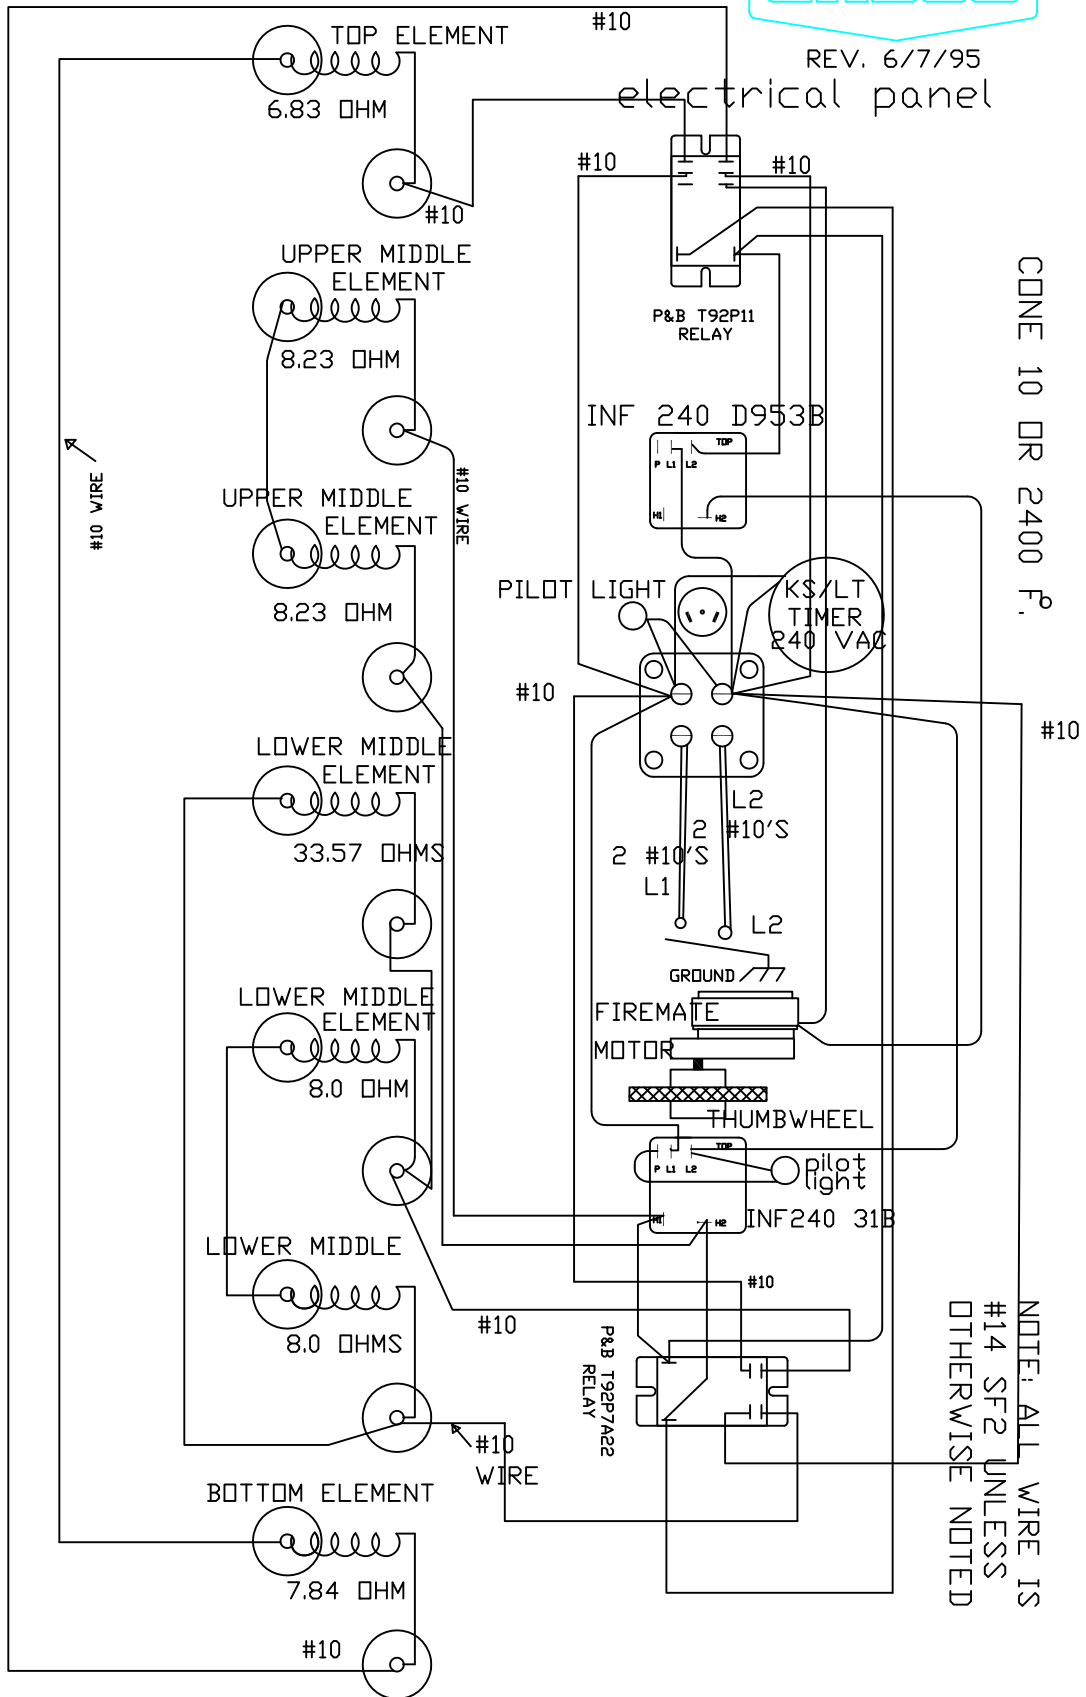 #10
TOP ELEMENT
6.83 OHM
REV. 6/7/95
electrical panel
#10
#10
#10
UPPER MIDDLE
ELEMENT
8.23 OHM
P&B T92P11
RELAY
CONE 10 OR 2400 F.°
INF 240 D953B
TOP
P L1 L2
H1 H2
#10 WIRE
#10 WIRE
UPPER MIDDLE
ELEMENT
8.23 OHM
PILOT LIGHT
KS/LT
TIMER
240 VAC
#10
#10
LOWER MIDDLE
ELEMENT
33.57 OHMS
L2
2 #10'S
2 #10'S
L1
L2
GROUND
LOWER MIDDLE
ELEMENT
8.0 OHM
FIREMATE
MOTOR
THUMBWHEEL
TOP
P L1 L2
H1 H2
pilot
light
INF240 31B
LOWER MIDDLE
8.0 OHMS
#10
#10
P&B T92P7A22
RELAY
NOTE: ALL WIRE IS
#14 SF2 UNLESS
OTHERWISE NOTED
#10
WIRE
BOTTOM ELEMENT
7.84 OHM
#10